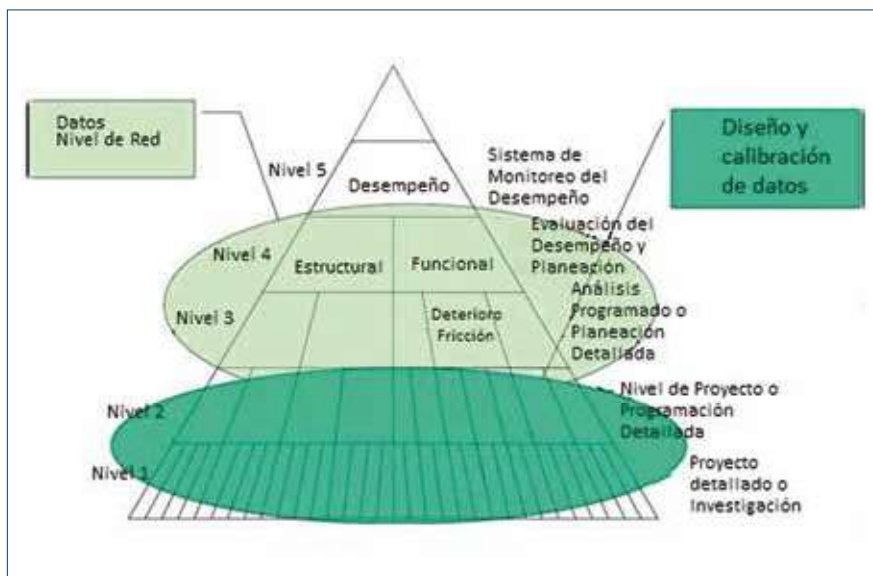 Datos
Nivel de Red
Diseño y
calibración
de datos
Nivel 5
Desempeño
Sistema de
Monitoreo del
Desempeño
Nivel 4
Estructural
Funcional
Evaluación del
Desempeño y
Planeación
Nivel 3
Deterioro
Fricción
Análisis
Programado o
Planeación
Detallada
Nivel 2
Nivel de Proyecto o
Programación
Detallada
Nivel 1
Proyecto
detallado o
Investigación